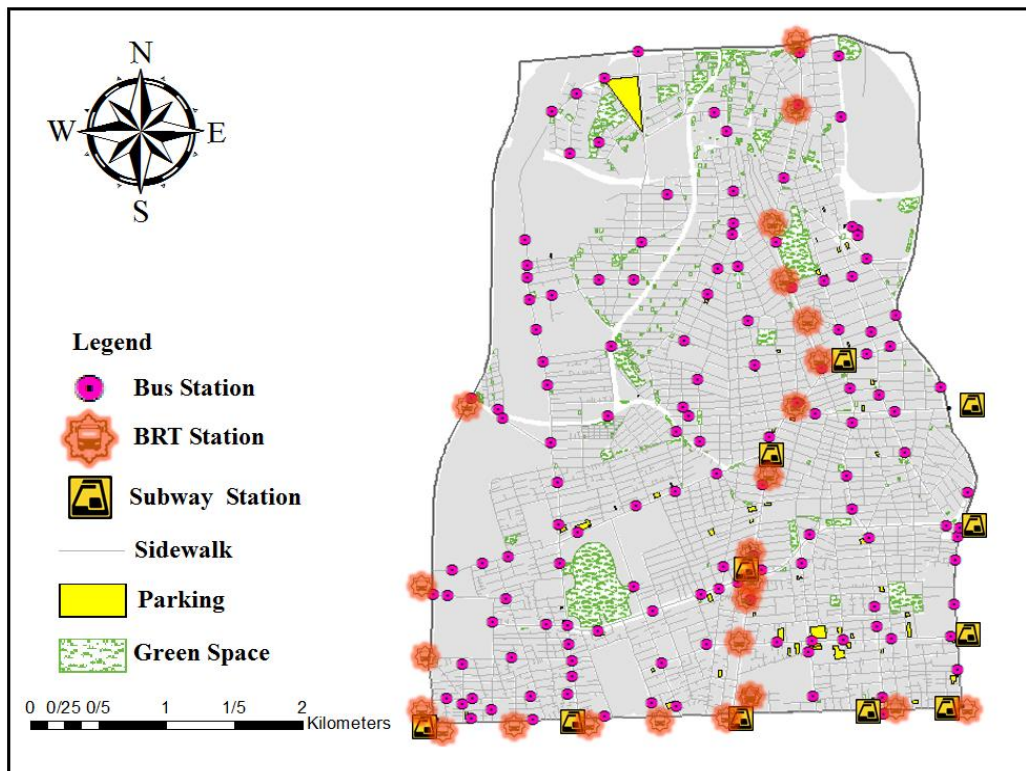 N
W E
S
Legend
Bus Station
BRT Station
Subway Station
Sidewalk
Parking
Green Space
0 0/25 0/5 1 1/5 2
Kilometers